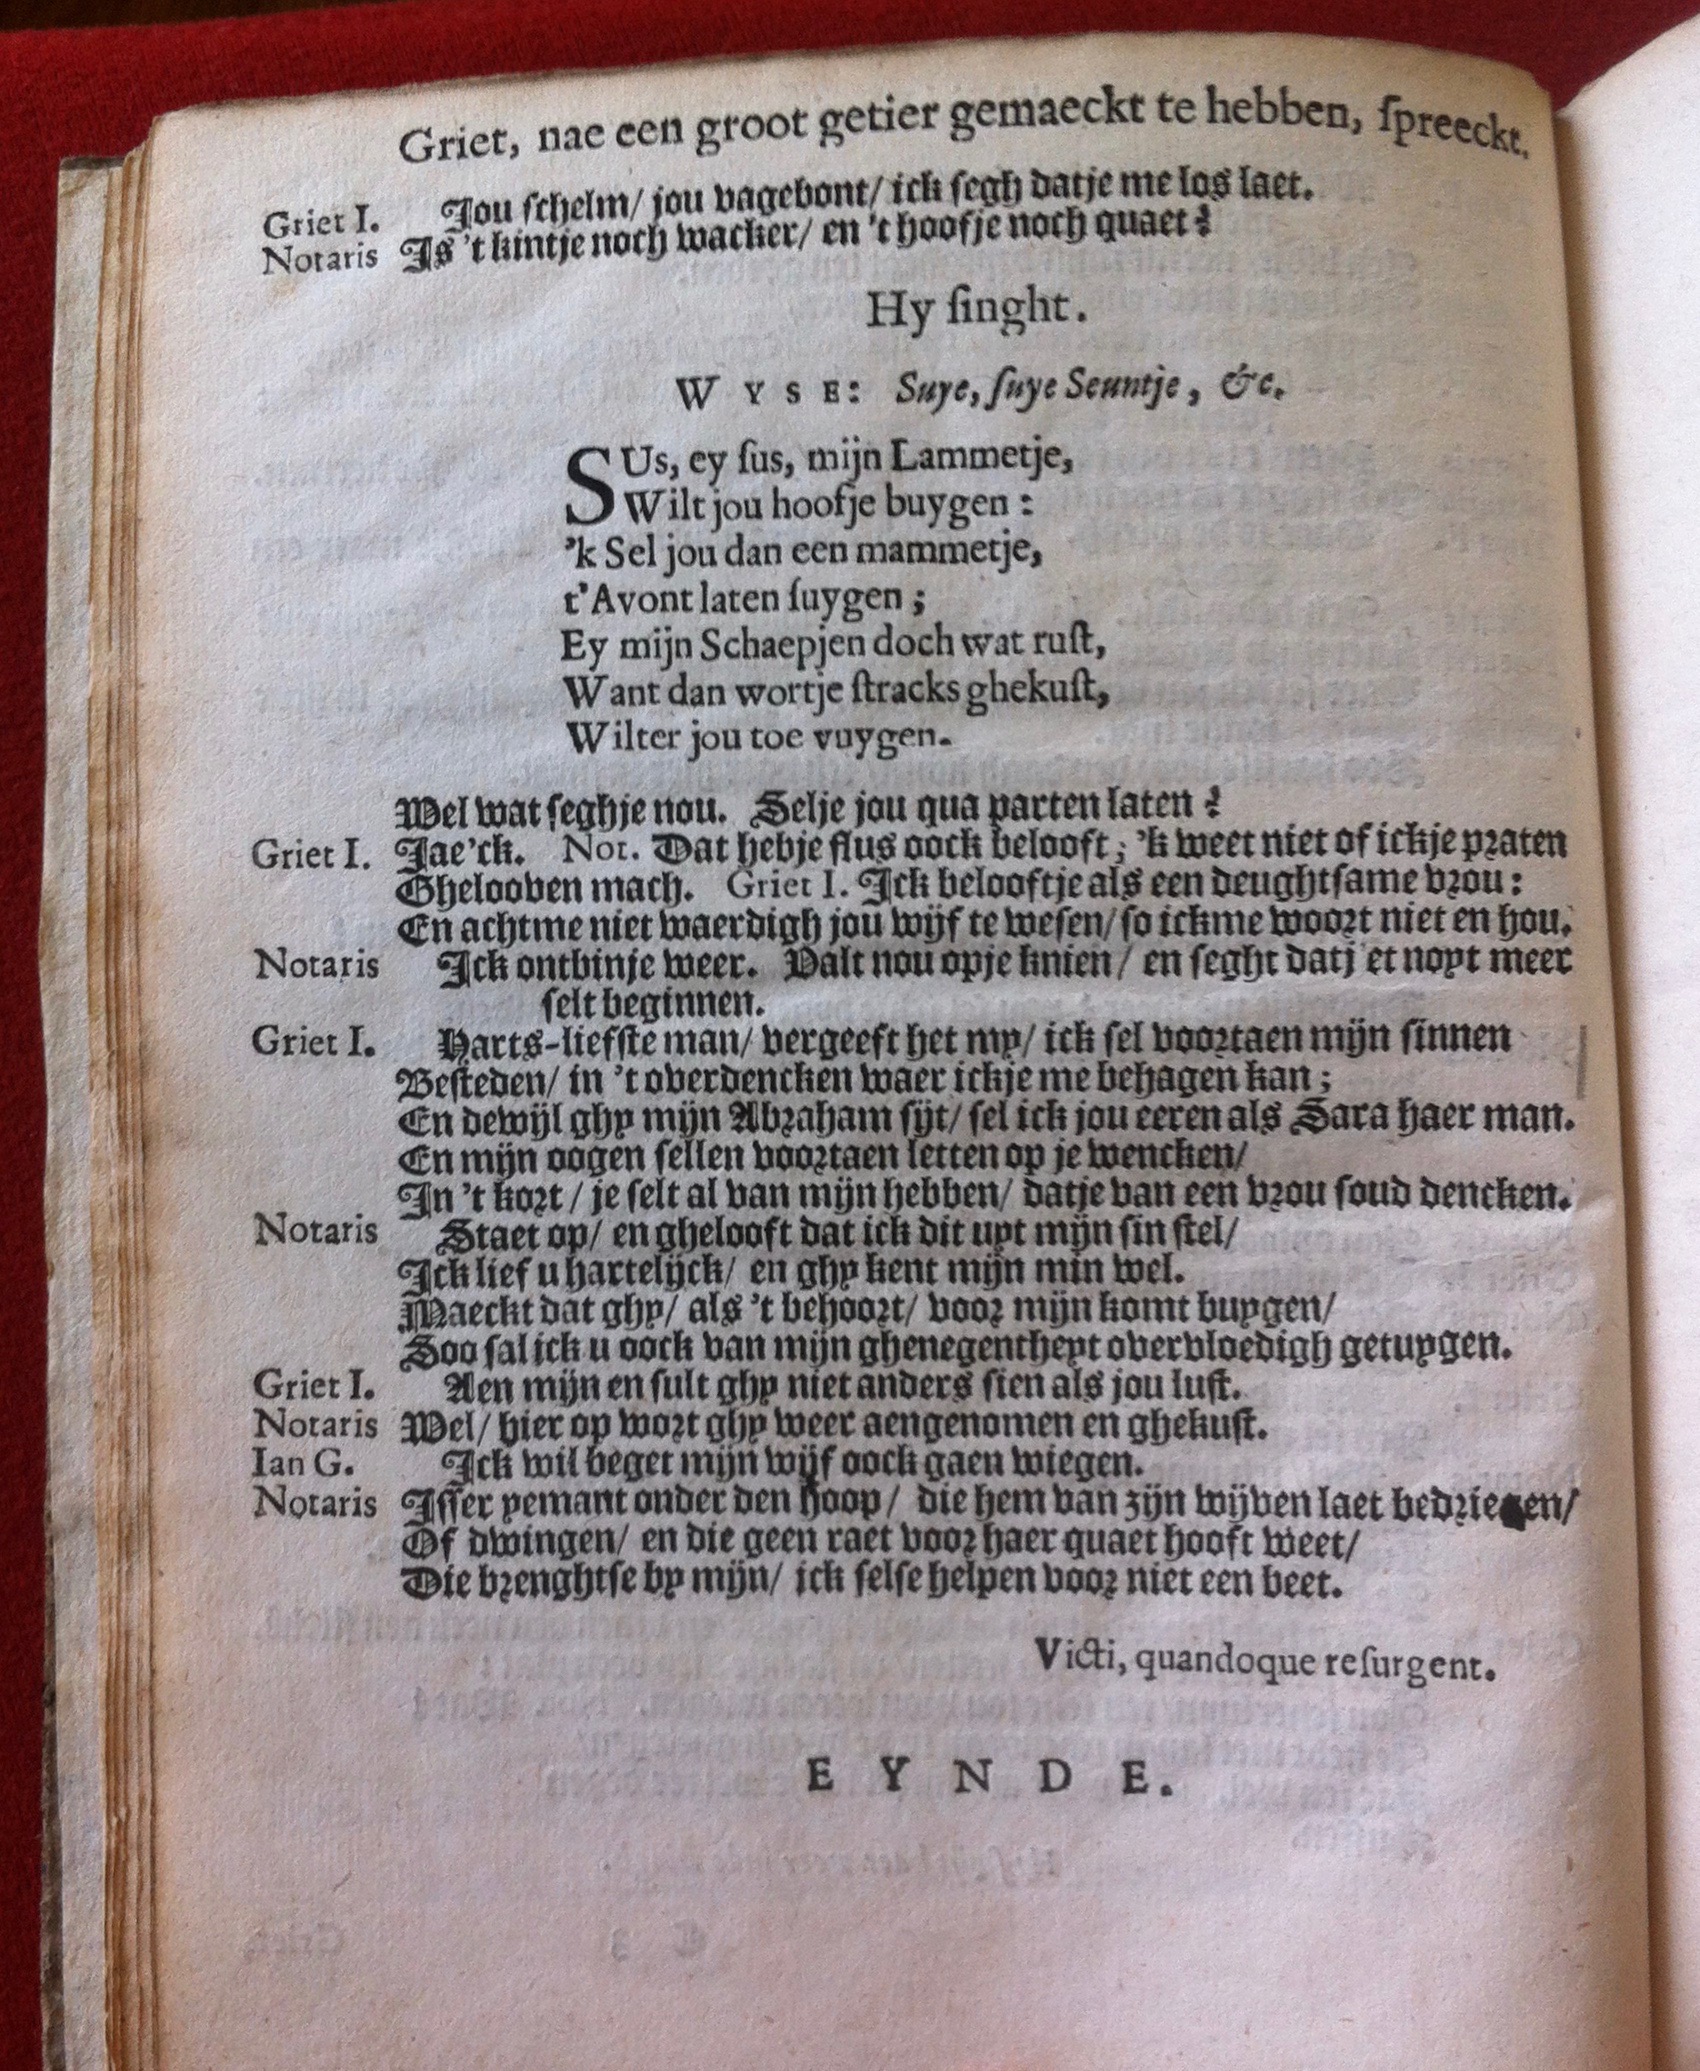 Griet, nae een groot getier gemaeckt te hebben, ſpreeckt.
Griet I. Jou ſchelm/ jou vagebont/ ick ſegh datje me los laet.
Notaris Is 't kintje noch wacker/ en 't hoofje noch quaet?
Hy ſinght.
WYSE: Suye, ſuye Seuntje, &c.
SUs, ey ſus, mijn Lammetje,
Wilt jou hoofje buygen:
'k Sel jou dan een mammetje,
t'Avont laten ſuygen;
Ey mijn Schaepjen doch wat ruſt,
Want dan wortje ſtracks ghekuſt,
Wilter jou toe vuygen.
Wel wat ſeghje nou. Selje jou qua parten laten?
Griet I. Jae'ck. Not. Dat hebje flus oock belooft; 'k weet niet of ickje praten
Ghelooven mach. Griet I. Ick belooftje als een deughtſame vrou:
En achtme niet waerdigh jou wijf te weſen/ ſo ickme woort niet en hou.
Notaris Ick ontbinje weer. Valt nou opje knien/ en ſeght datj' et noyt meer
ſelt beginnen.
Griet I. Harts-liefſte man/ vergeeft het my/ ick ſel voortaen mijn ſinnen
Beſteden/ in 't overdencken waer ickje me behagen kan;
En dewijl ghy mijn Abraham ſijt/ ſel ick jou eeren als Sara haer man.
En mijn oogen ſellen voortaen letten op je wencken/
In 't kort/ je ſelt al van mijn hebben/ datje van een vrou ſoud dencken.
Notaris Staet op/ en ghelooft dat ick dit uyt mijn ſin ſtel/
Ick lief u hartelijck/ en ghy kent mijn min wel.
Maeckt dat ghy/ als 't behoort/ voor mijn komt buygen/
Soo ſal ick u oock van mijn ghenegentheyt overvloedigh getuygen.
Griet I. Aen mijn en ſult ghy niet anders ſien als jou luſt.
Notaris Wel/ hier op wort ghy weer aengenomen en ghekuſt.
Ian G. Ick wil beget mijn wijf oock gaen wiegen.
Notaris Iſſer yemant onder den hoop/ die hem van zijn wijven laet bedriegen/
Of dwingen/ en die geen raet voor haer quaet hooft weet/
Die brenghtſe by mijn/ ick ſelſe helpen voor niet een beet.
Victi, quandoque reſurgent.
EYNDE.